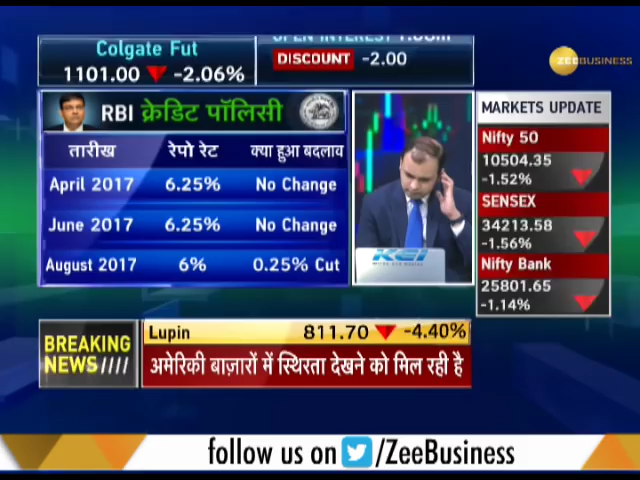 Colgate Fut
1101.00 -2.06%
OPEN INTEREST
DISCOUNT -2.00
ZEEBUSINESS
RBI क्रेडिट पॉलिसी
तारीख रेपो रेट क्या हुआ बदलाव
April 2017 6.25% No Change
June 2017 6.25% No Change
August 2017 6% 0.25% Cut
KEI
MARKETS UPDATE
Nifty 50
10504.35
-1.52%
SENSEX
34213.58
-1.56%
Nifty Bank
25801.65
-1.14%
BREAKING
NEWS
Lupin 811.70 -4.40%
अमेरिकी बाज़ारों में स्थिरता देखने को मिल रही है
follow us on /ZeeBusiness